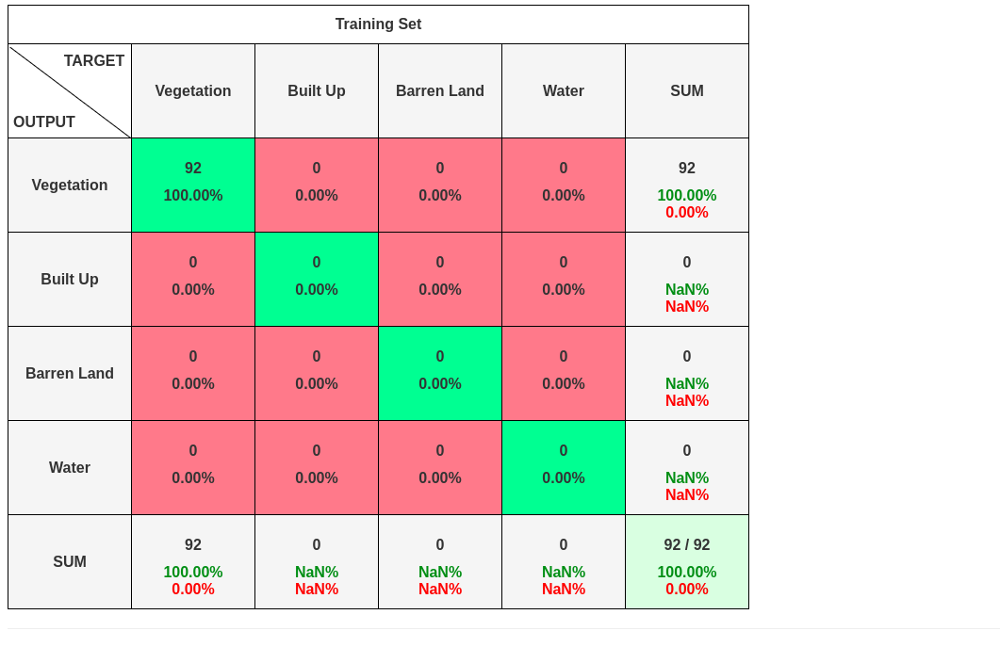 Training Set
TARGET
OUTPUT
Vegetation Built Up Barren Land Water SUM
Vegetation
92 0 0 0 92
100.00% 0.00% 0.00% 0.00% 100.00%
0.00%
Built Up
0 0 0 0 0
0.00% 0.00% 0.00% 0.00% NaN%
NaN%
Barren Land
0 0 0 0 0
0.00% 0.00% 0.00% 0.00% NaN%
NaN%
Water
0 0 0 0 0
0.00% 0.00% 0.00% 0.00% NaN%
NaN%
SUM
92 0 0 0 92 / 92
100.00% NaN% NaN% NaN% 100.00%
0.00% NaN% NaN% NaN% 0.00%